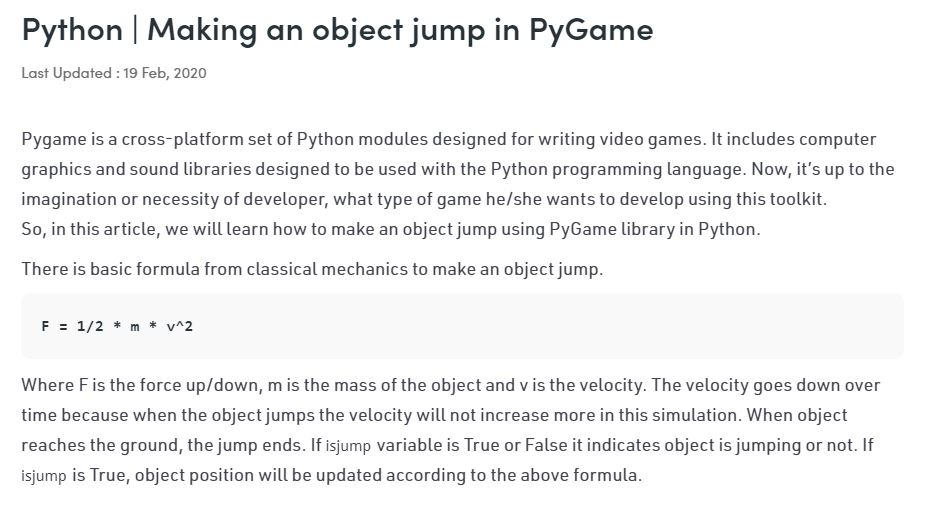 Python | Making an object jump in PyGame
Last Updated : 19 Feb, 2020
Pygame is a cross-platform set of Python modules designed for writing video games. It includes computer
graphics and sound libraries designed to be used with the Python programming language. Now, it's up to the
imagination or necessity of developer, what type of game he/she wants to develop using this toolkit.
So, in this article, we will learn how to make an object jump using PyGame library in Python.
There is basic formula from classical mechanics to make an object jump.
F = 1/2 * m * v^2
Where F is the force up/down, m is the mass of the object and v is the velocity. The velocity goes down over
time because when the object jumps the velocity will not increase more in this simulation. When object
reaches the ground, the jump ends. If isjump variable is True or False it indicates object is jumping or not. If
isjump is True, object position will be updated according to the above formula.